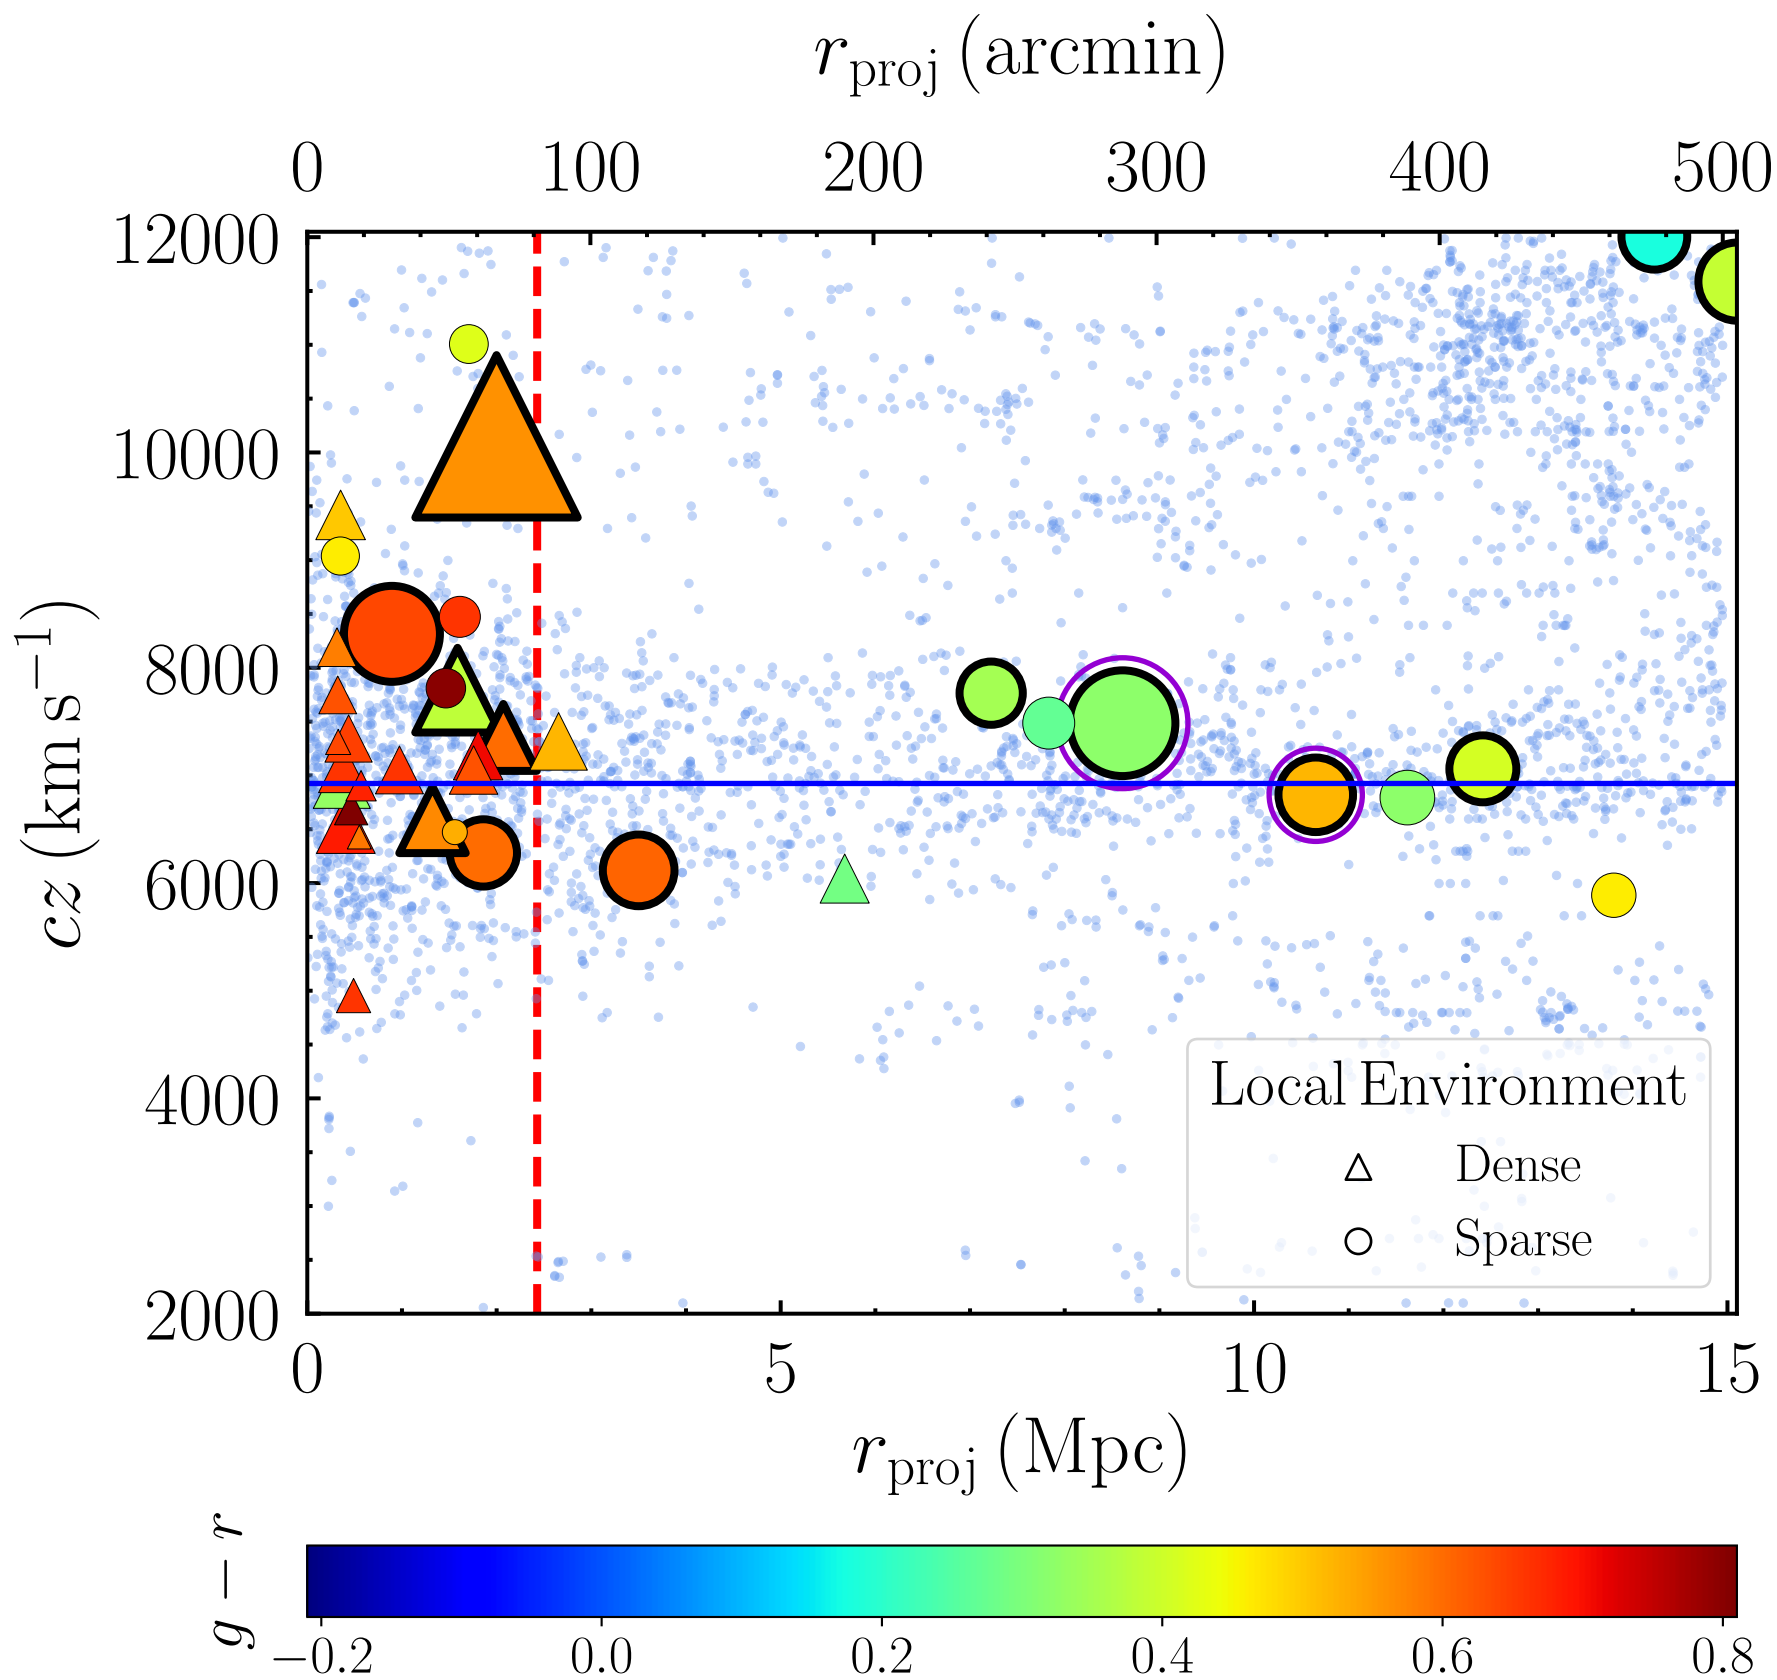 r_proj (arcmin)
0 100 200 300 400 500
12000
10000
8000
6000
4000
2000
cz (km s⁻¹)
Local Environment
Dense
Sparse
0 5 10 15
r_proj (Mpc)
g − r
−0.2 0.0 0.2 0.4 0.6 0.8